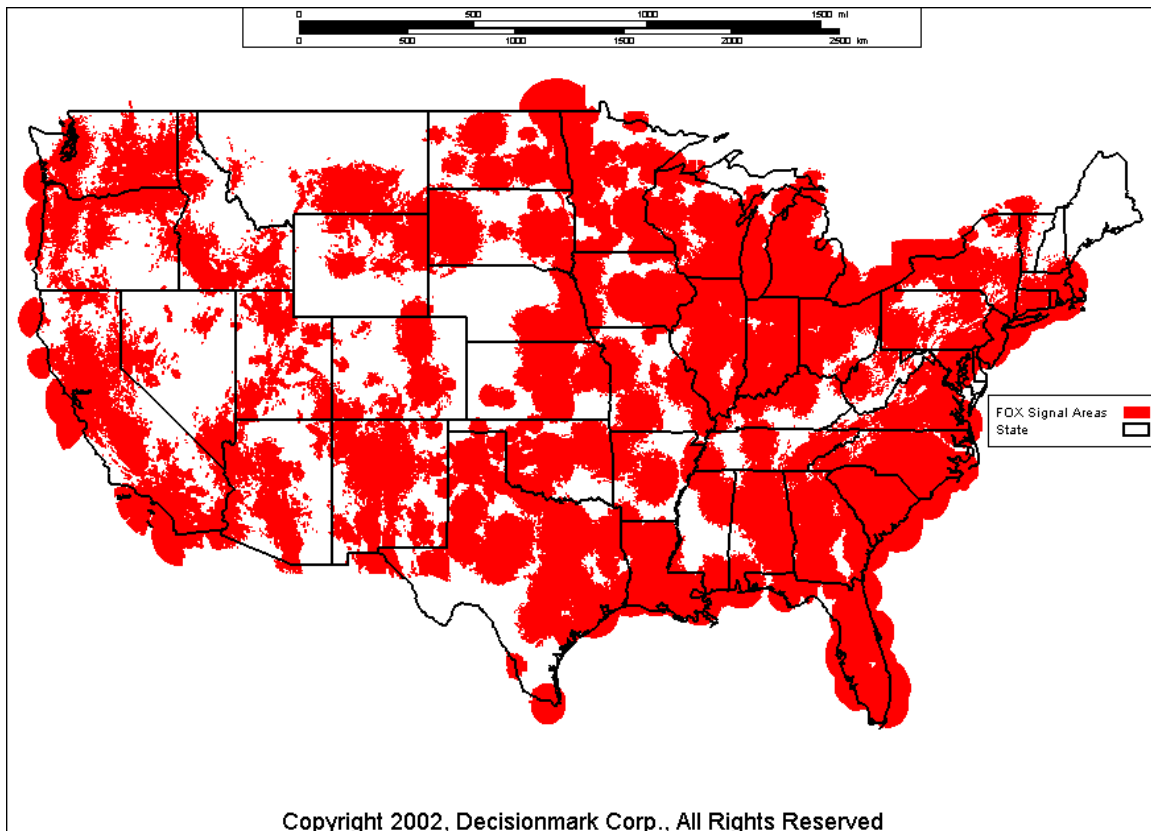 0 500 1000 1500 ml
0 500 1000 1500 2000 2500 km
FOX Signal Areas
State
Copyright 2002, Decisionmark Corp., All Rights Reserved